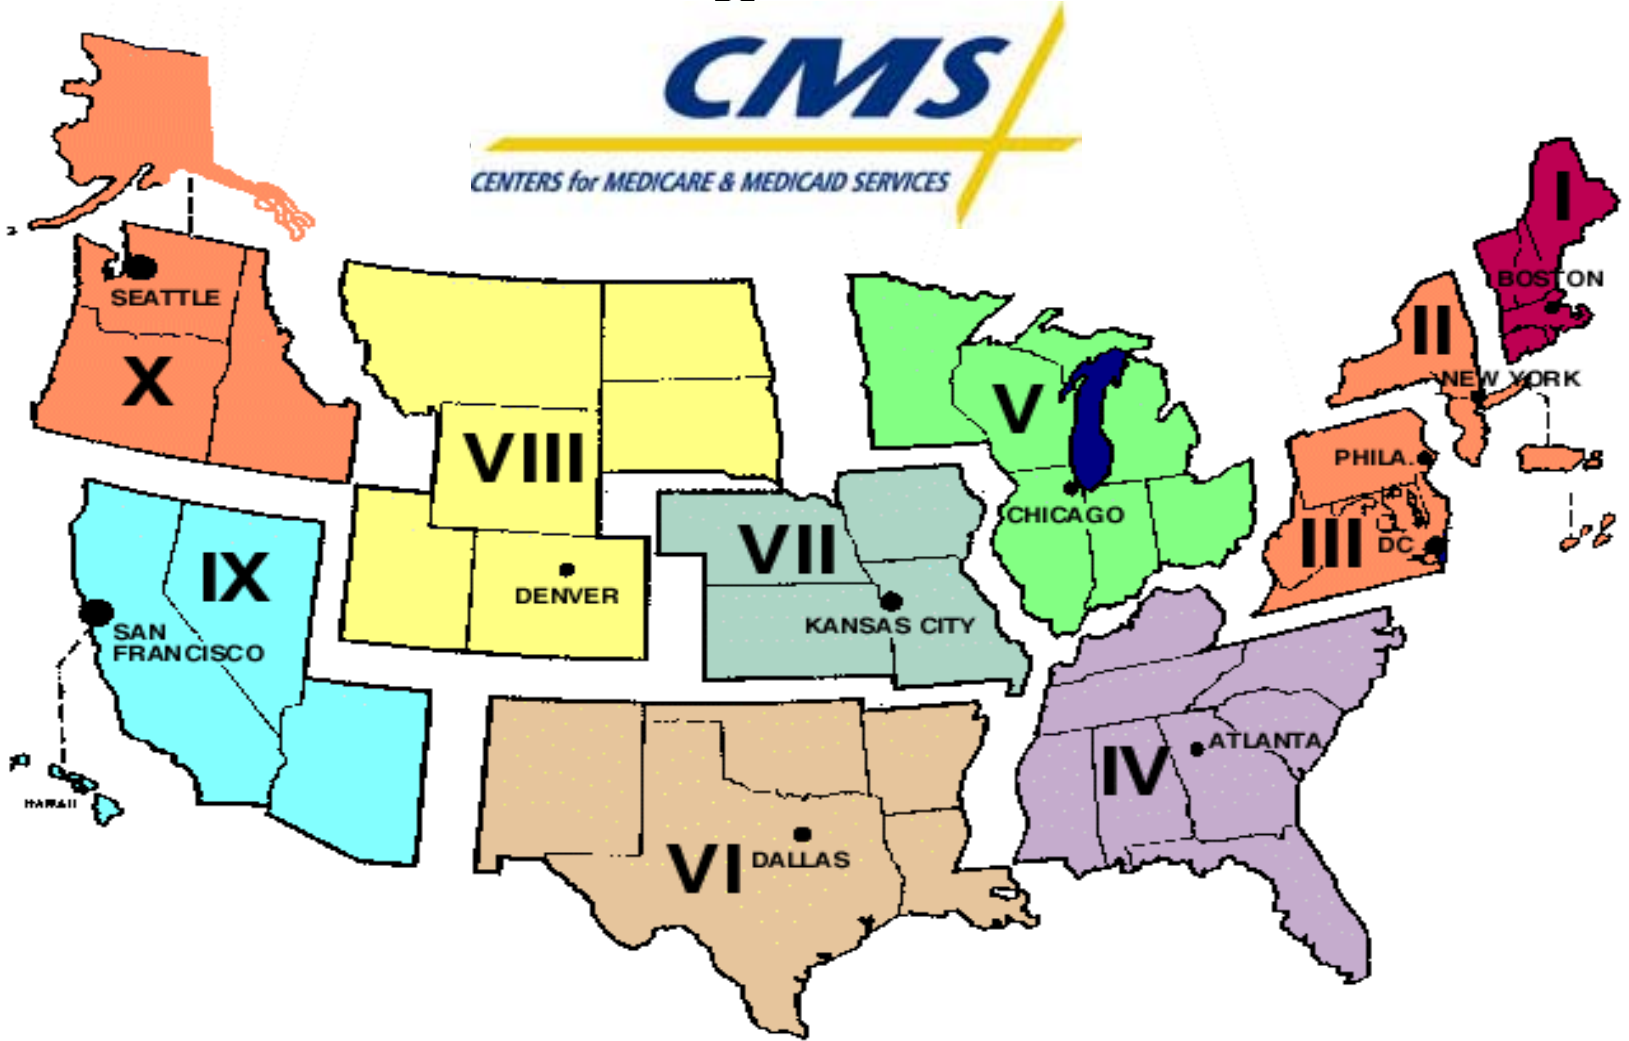 CMS
CENTERS for MEDICARE & MEDICAID SERVICES
I
BOSTON
SEATTLE
II
X
NEW YORK
V
VIII
PHILA.
CHICAGO
VII
III
DC
IX
DENVER
KANSAS CITY
SAN
FRANCISCO
ATLANTA
IV
HAWAII
VI
DALLAS